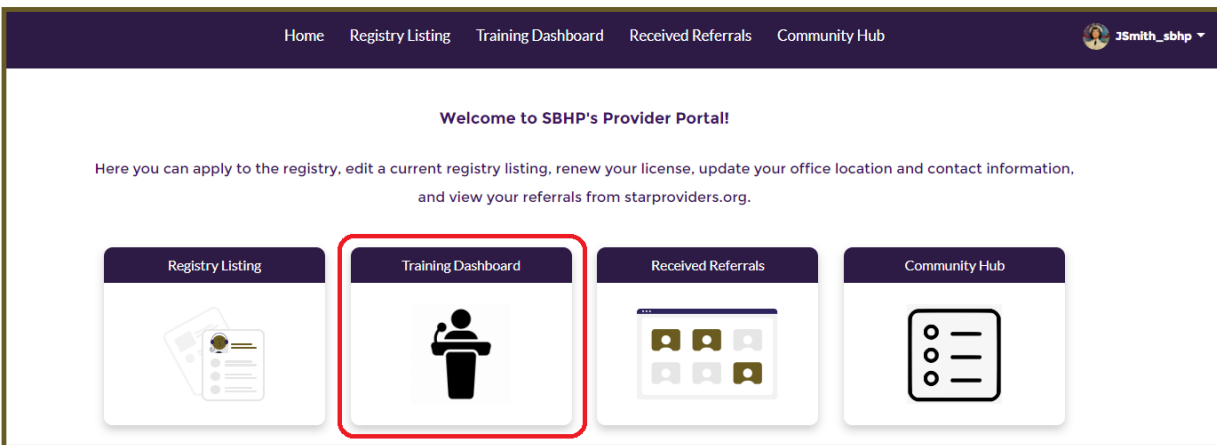 Home Registry Listing Training Dashboard Received Referrals Community Hub JSmith_sbhp
Welcome to SBHP's Provider Portal!
Here you can apply to the registry, edit a current registry listing, renew your license, update your office location and contact information,
and view your referrals from starproviders.org.
Registry Listing Training Dashboard Received Referrals Community Hub